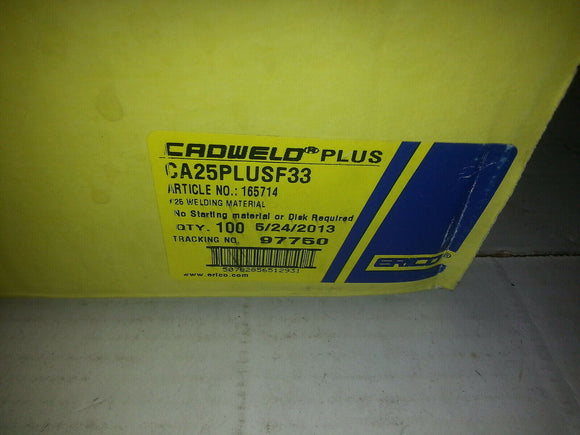 CADWELD® PLUS
CA25PLUSF33
ARTICLE NO.: 165714
F25 WELDING MATERIAL
No Starting material or Disk Required
QTY. 100 5/24/2013
TRACKING NO. 97750
www.erico.com
ERICO®